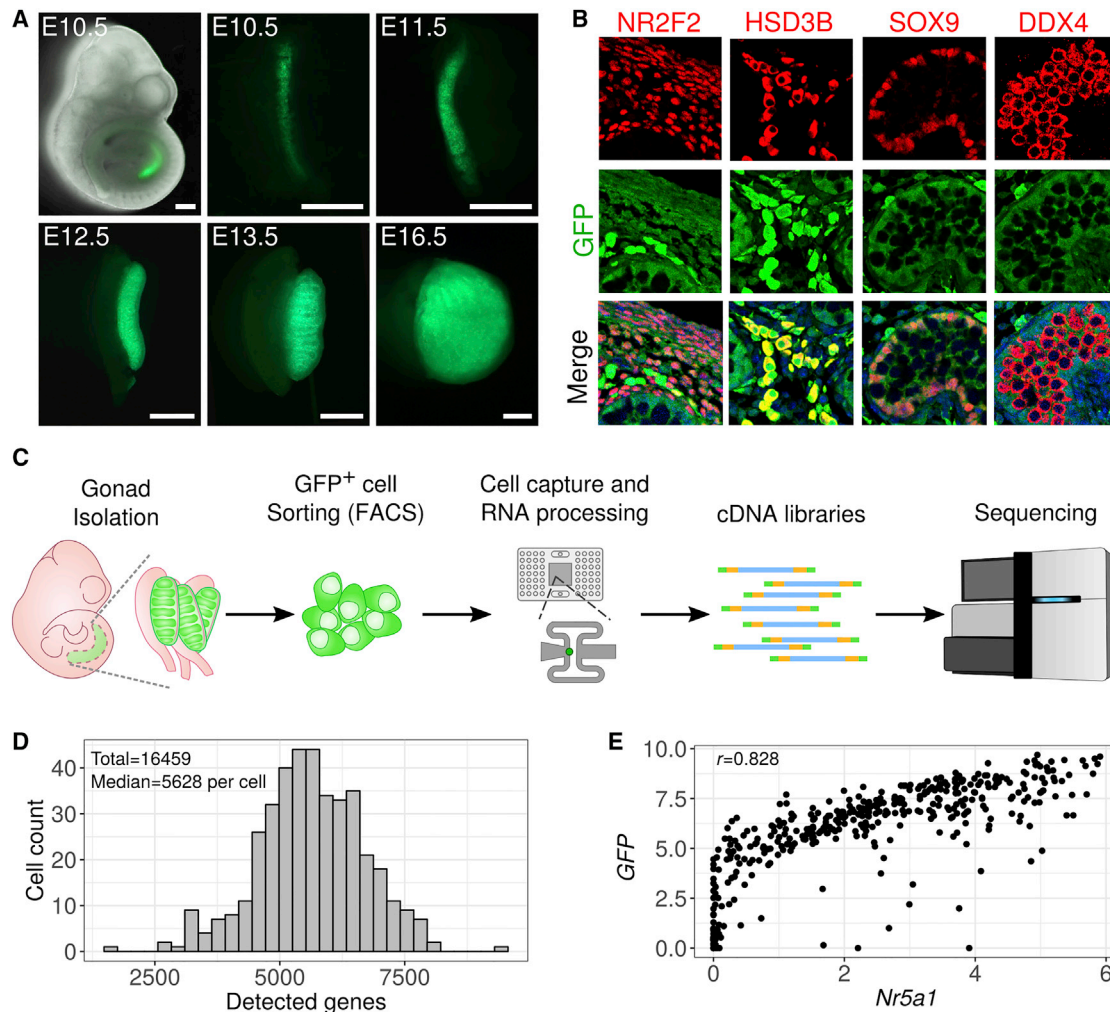 A
E10.5
E10.5
E11.5
E12.5
E13.5
E16.5
B
NR2F2
HSD3B
SOX9
DDX4
GFP
Merge
C
Gonad
Isolation
GFP+ cell
Sorting (FACS)
Cell capture and
RNA processing
cDNA libraries
Sequencing
D
Total=16459
Median=5628 per cell
Cell count
40
30
20
10
0
2500
5000
7500
Detected genes
E
r=0.828
GFP
10.0
7.5
5.0
2.5
0.0
0
2
4
6
Nr5a1